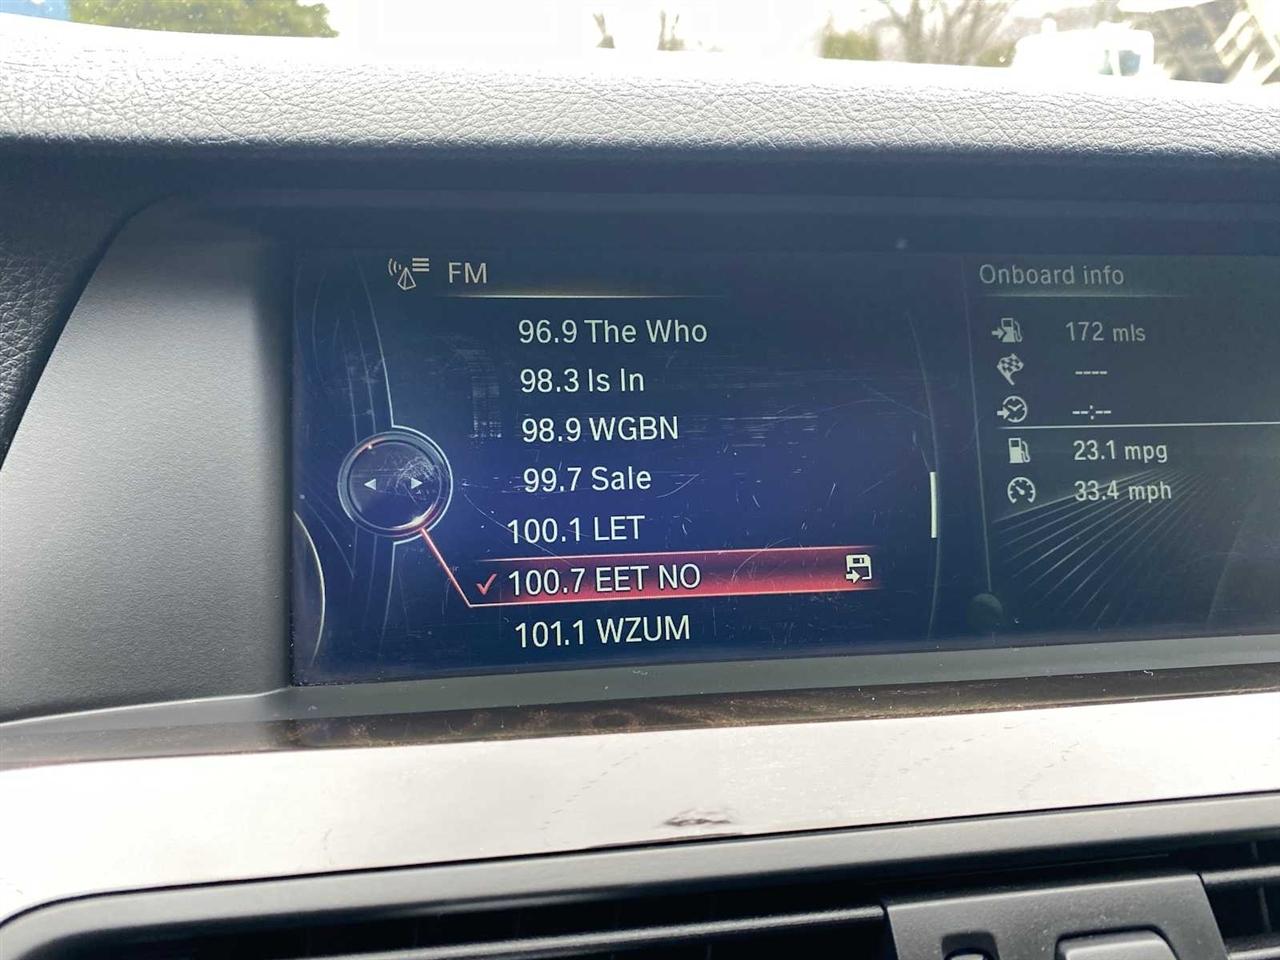 FM
96.9 The Who
98.3 Is In
98.9 WGBN
99.7 Sale
100.1 LET
100.7 EET NO
101.1 WZUM
Onboard info
172 mls
----
--:--
23.1 mpg
33.4 mph